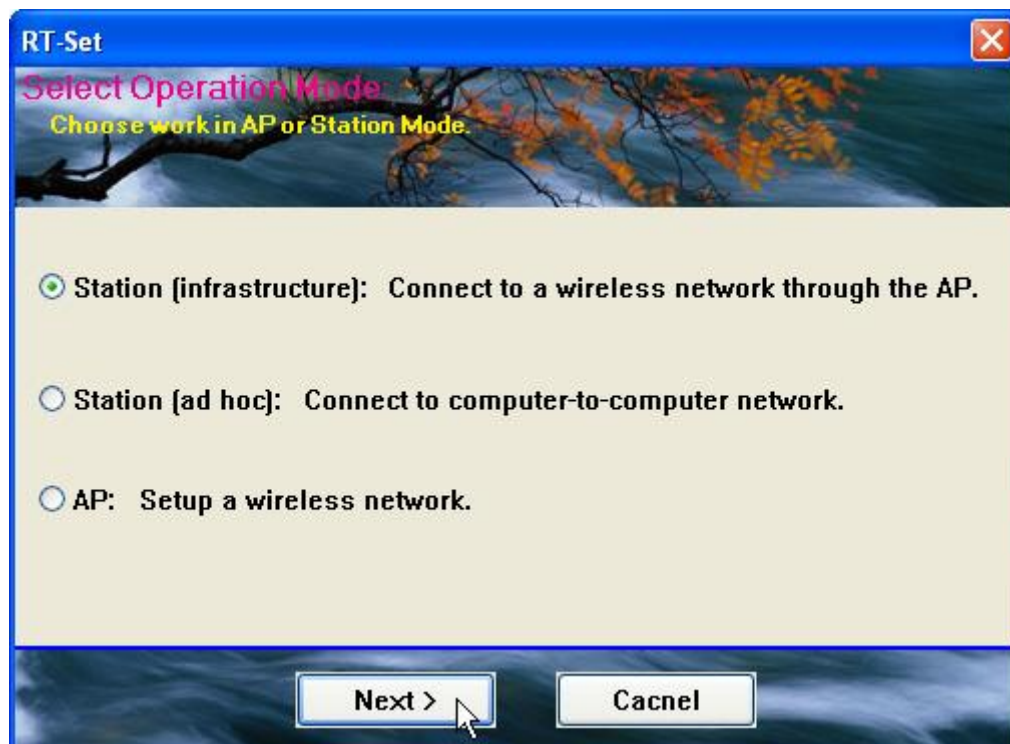 RT-Set
Select Operation Mode
Choose work in AP or Station Mode.
Station (infrastructure): Connect to a wireless network through the AP.
Station (ad hoc): Connect to computer-to-computer network.
AP: Setup a wireless network.
Next > Cacnel